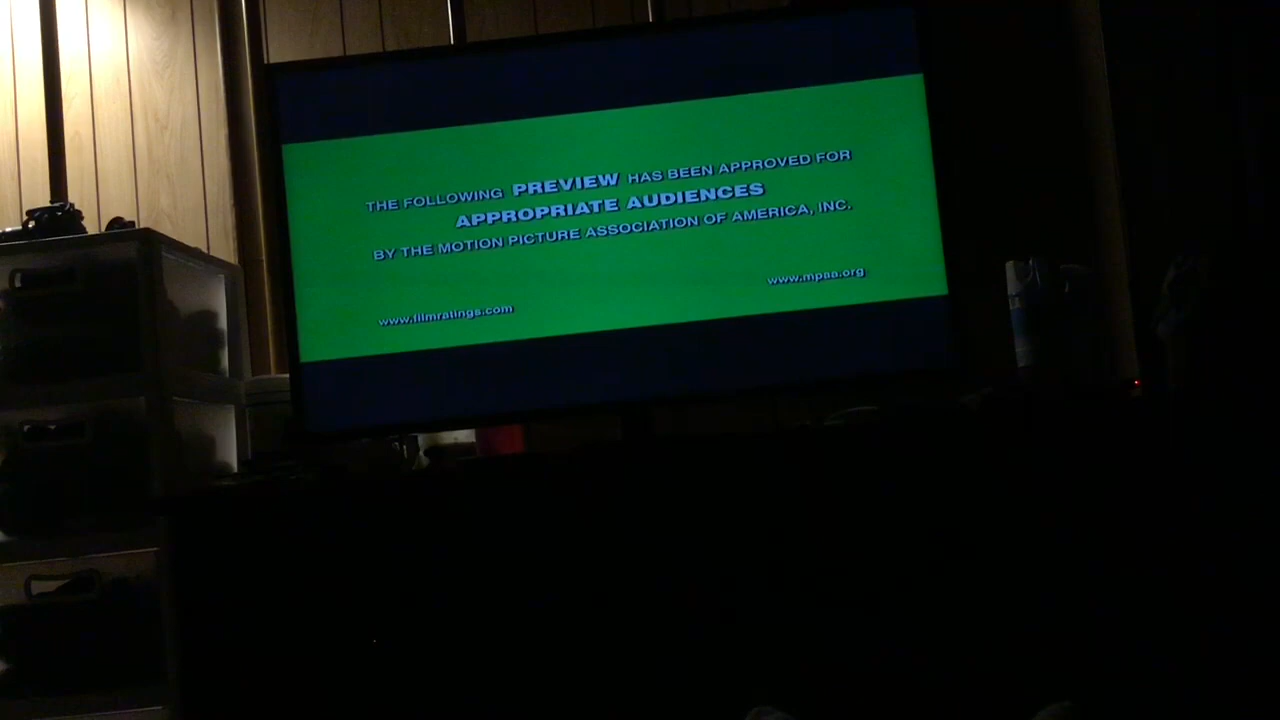 THE FOLLOWING PREVIEW HAS BEEN APPROVED FOR
APPROPRIATE AUDIENCES
BY THE MOTION PICTURE ASSOCIATION OF AMERICA, INC.
www.filmratings.com
www.mpaa.org